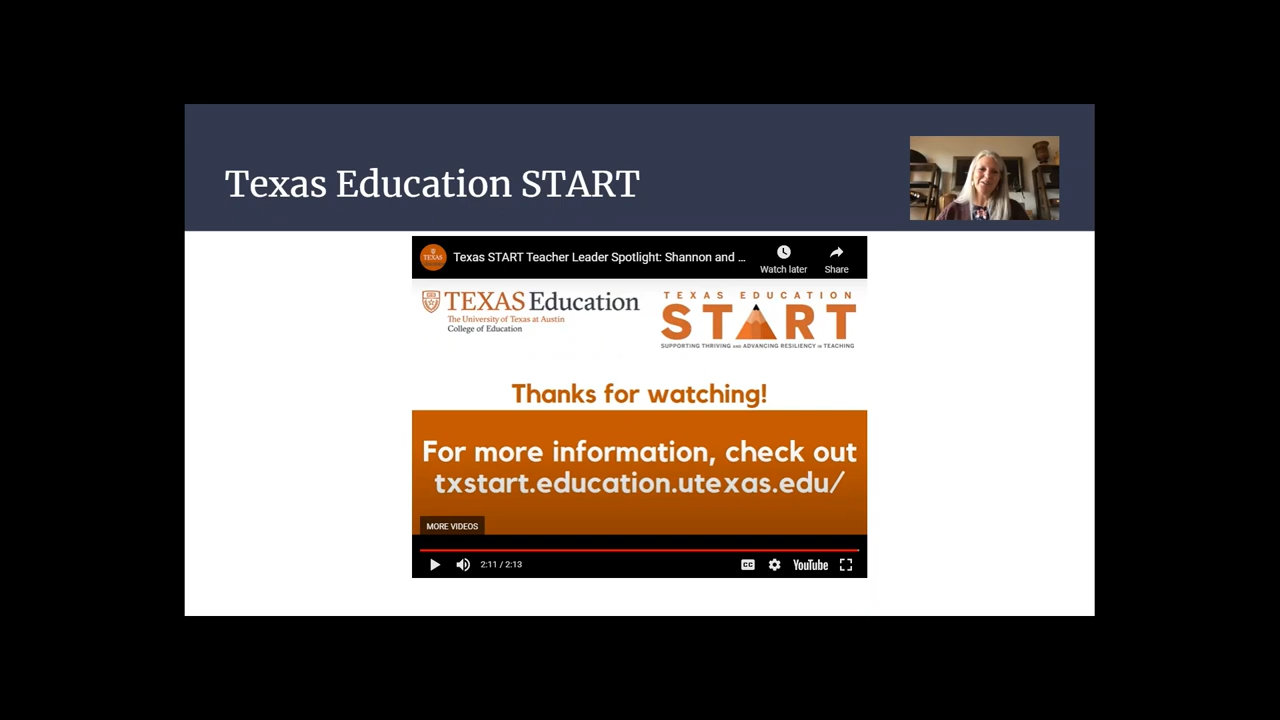 Texas Education START
TEXAS
Texas START Teacher Leader Spotlight: Shannon and ...
Watch later
Share
TEXAS Education
The University of Texas at Austin
College of Education
TEXAS EDUCATION
START
SUPPORTING THRIVING AND ADVANCING RESILIENCY IN TEACHING
Thanks for watching!
For more information, check out
txstart.education.utexas.edu/
MORE VIDEOS
2:11 / 2:13
CC
YouTube